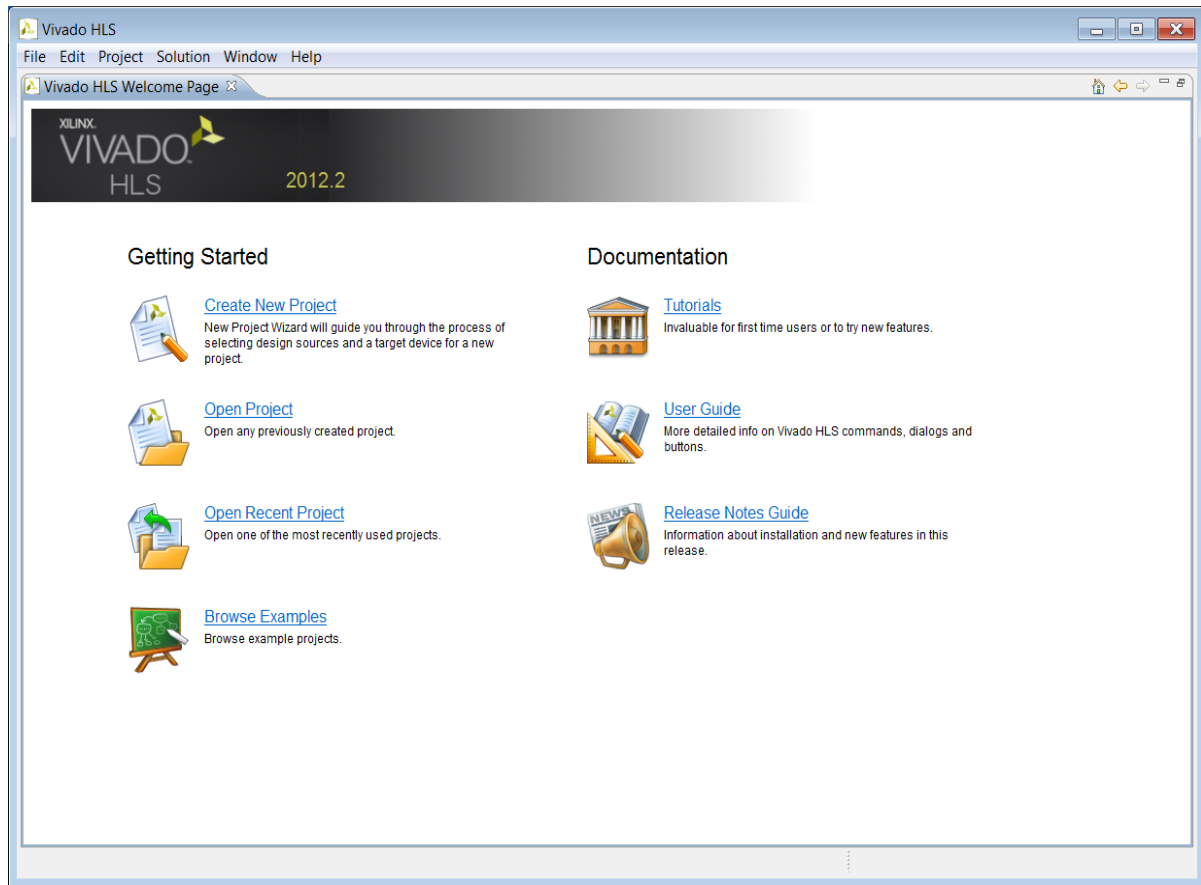 Vivado HLS
File Edit Project Solution Window Help
Vivado HLS Welcome Page
XILINX.
VIVADO.
HLS
2012.2
Getting Started
Create New Project
New Project Wizard will guide you through the process of
selecting design sources and a target device for a new
project.
Open Project
Open any previously created project.
Open Recent Project
Open one of the most recently used projects.
Browse Examples
Browse example projects.
Documentation
Tutorials
Invaluable for first time users or to try new features.
User Guide
More detailed info on Vivado HLS commands, dialogs and
buttons.
NEWS
Release Notes Guide
Information about installation and new features in this
release.